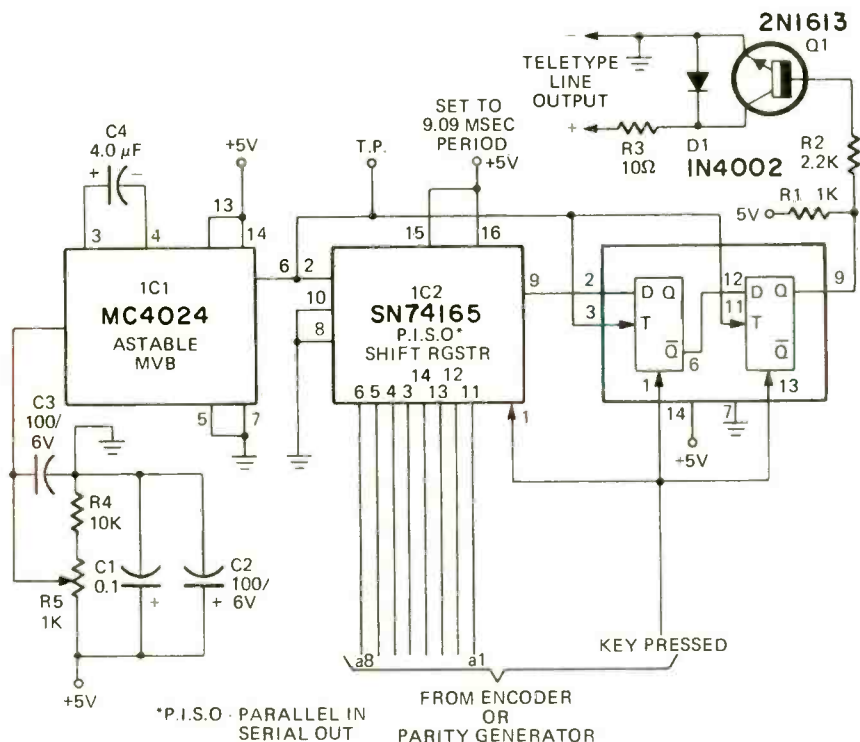 2N1613
Q1
−
TELETYPE
LINE
OUTPUT
+
R3
10Ω
D1
1N4002
R2
2.2K
R1 1K
5V
SET TO
9.09 MSEC
PERIOD
+5V
T.P.
C4
4.0 µF
+ −
+5V
3 4
13
14
1C1
MC4024
ASTABLE
MVB
6
5 7
2
10
8
15 16
1C2
SN74165
P.I.S.O*
SHIFT RGSTR
14 12
6 5 4 3 13 11
9
1
2
3
D Q
T
Q̅
1
6
12
11
D Q
T
Q̅
13
9
14
7
+5V
C3
100/
6V
R4
10K
R5
1K
C1
0.1
+
C2
100/
6V
+
+5V
a8 a1
KEY PRESSED
FROM ENCODER
OR
PARITY GENERATOR
*P.I.S.O - PARALLEL IN
SERIAL OUT